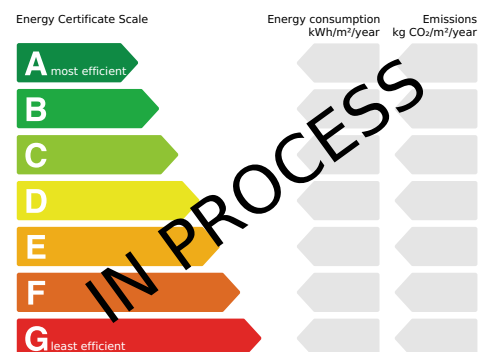 Energy Certificate Scale
Energy consumption
kWh/m²/year
Emissions
kg CO₂/m²/year
A most efficient
B
C
D
E
F
G least efficient
IN PROCESS